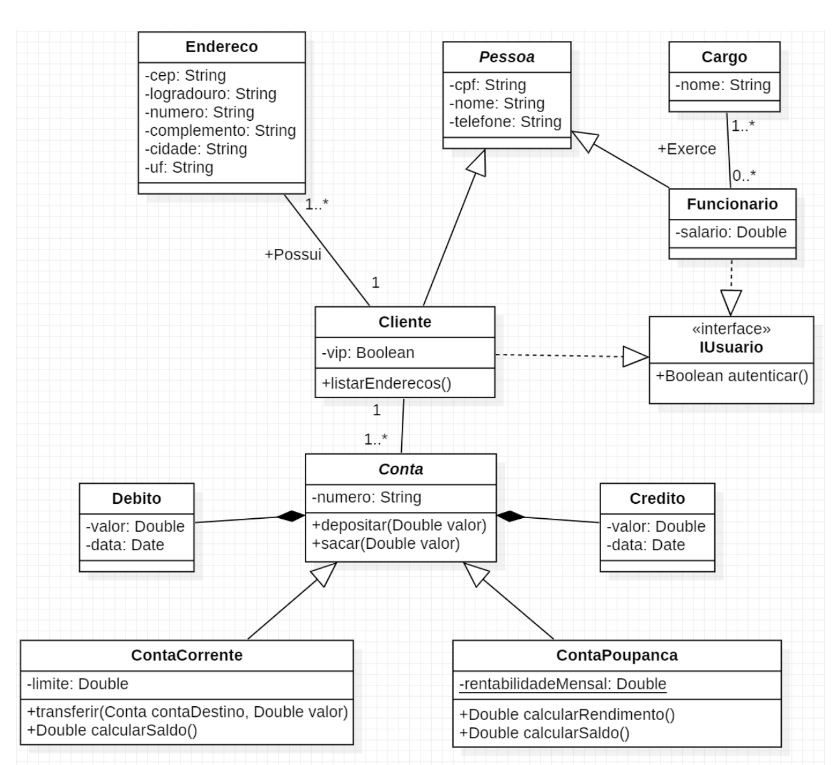 Endereco
-cep: String
-logradouro: String
-numero: String
-complemento: String
-cidade: String
-uf: String
Pessoa
-cpf: String
-nome: String
-telefone: String
Cargo
-nome: String
1..*
+Exerce
0..*
Funcionario
-salario: Double
1..*
+Possui
1
Cliente
-vip: Boolean
+listarEnderecos()
«interface»
IUsuario
+Boolean autenticar()
1
1..*
Conta
-numero: String
+depositar(Double valor)
+sacar(Double valor)
Debito
-valor: Double
-data: Date
Credito
-valor: Double
-data: Date
ContaCorrente
-limite: Double
+transferir(Conta contaDestino, Double valor)
+Double calcularSaldo()
ContaPoupanca
-rentabilidadeMensal: Double
+Double calcularRendimento()
+Double calcularSaldo()